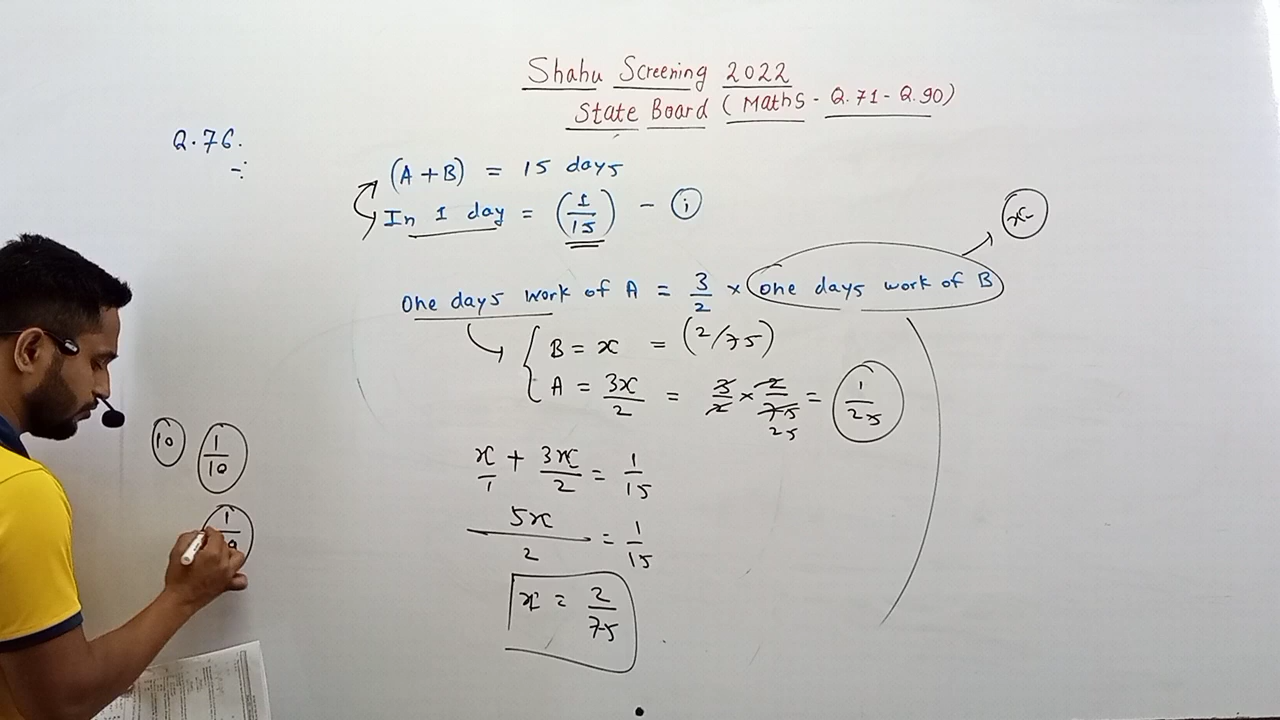 Shahu Screening 2022
State Board (Maths - Q.71 - Q.90)
Q.76.
(A + B) = 15 days
In 1 day = (1/15) - (i)
One days work of A = 3/2 × one days work of B
x
B = x = (2/75)
A = 3x/2 = 3/2 × 2/75 = 1/25
25
10 1/10
x/1 + 3x/2 = 1/15
5x/2 = 1/15
x = 2/75